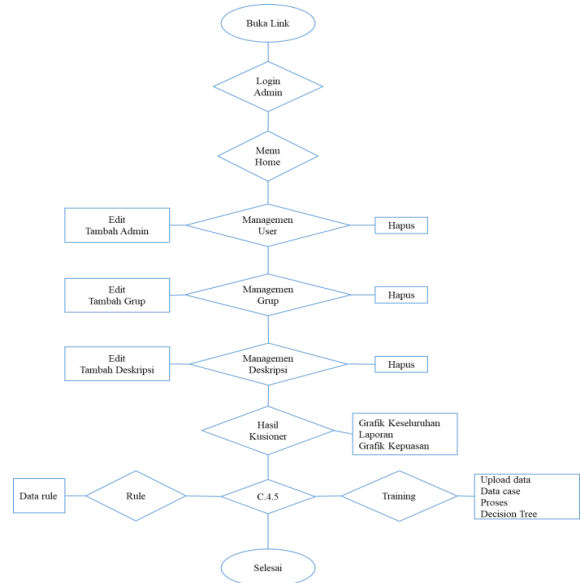 Buka Link
Login
Admin
Menu
Home
Edit
Tambah Admin
Managemen
User
Hapus
Edit
Tambah Grup
Managemen
Grup
Hapus
Edit
Tambah Deskripsi
Managemen
Deskripsi
Hapus
Hasil
Kusioner
Grafik Keseluruhan
Laporan
Grafik Kepuasan
Data rule
Rule
C.4.5
Training
Upload data
Data case
Proses
Decision Tree
Selesai